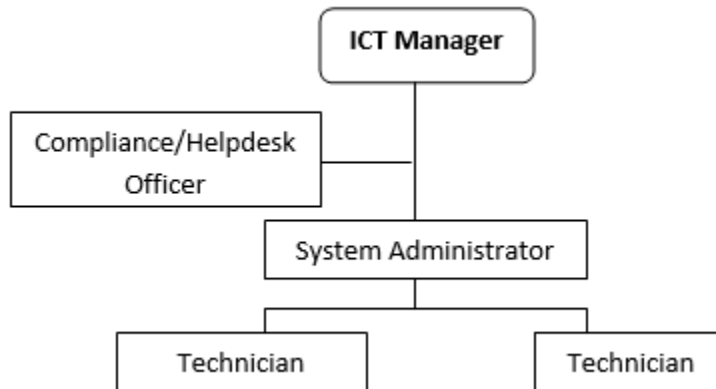 ICT Manager
Compliance/Helpdesk
Officer
System Administrator
Technician
Technician